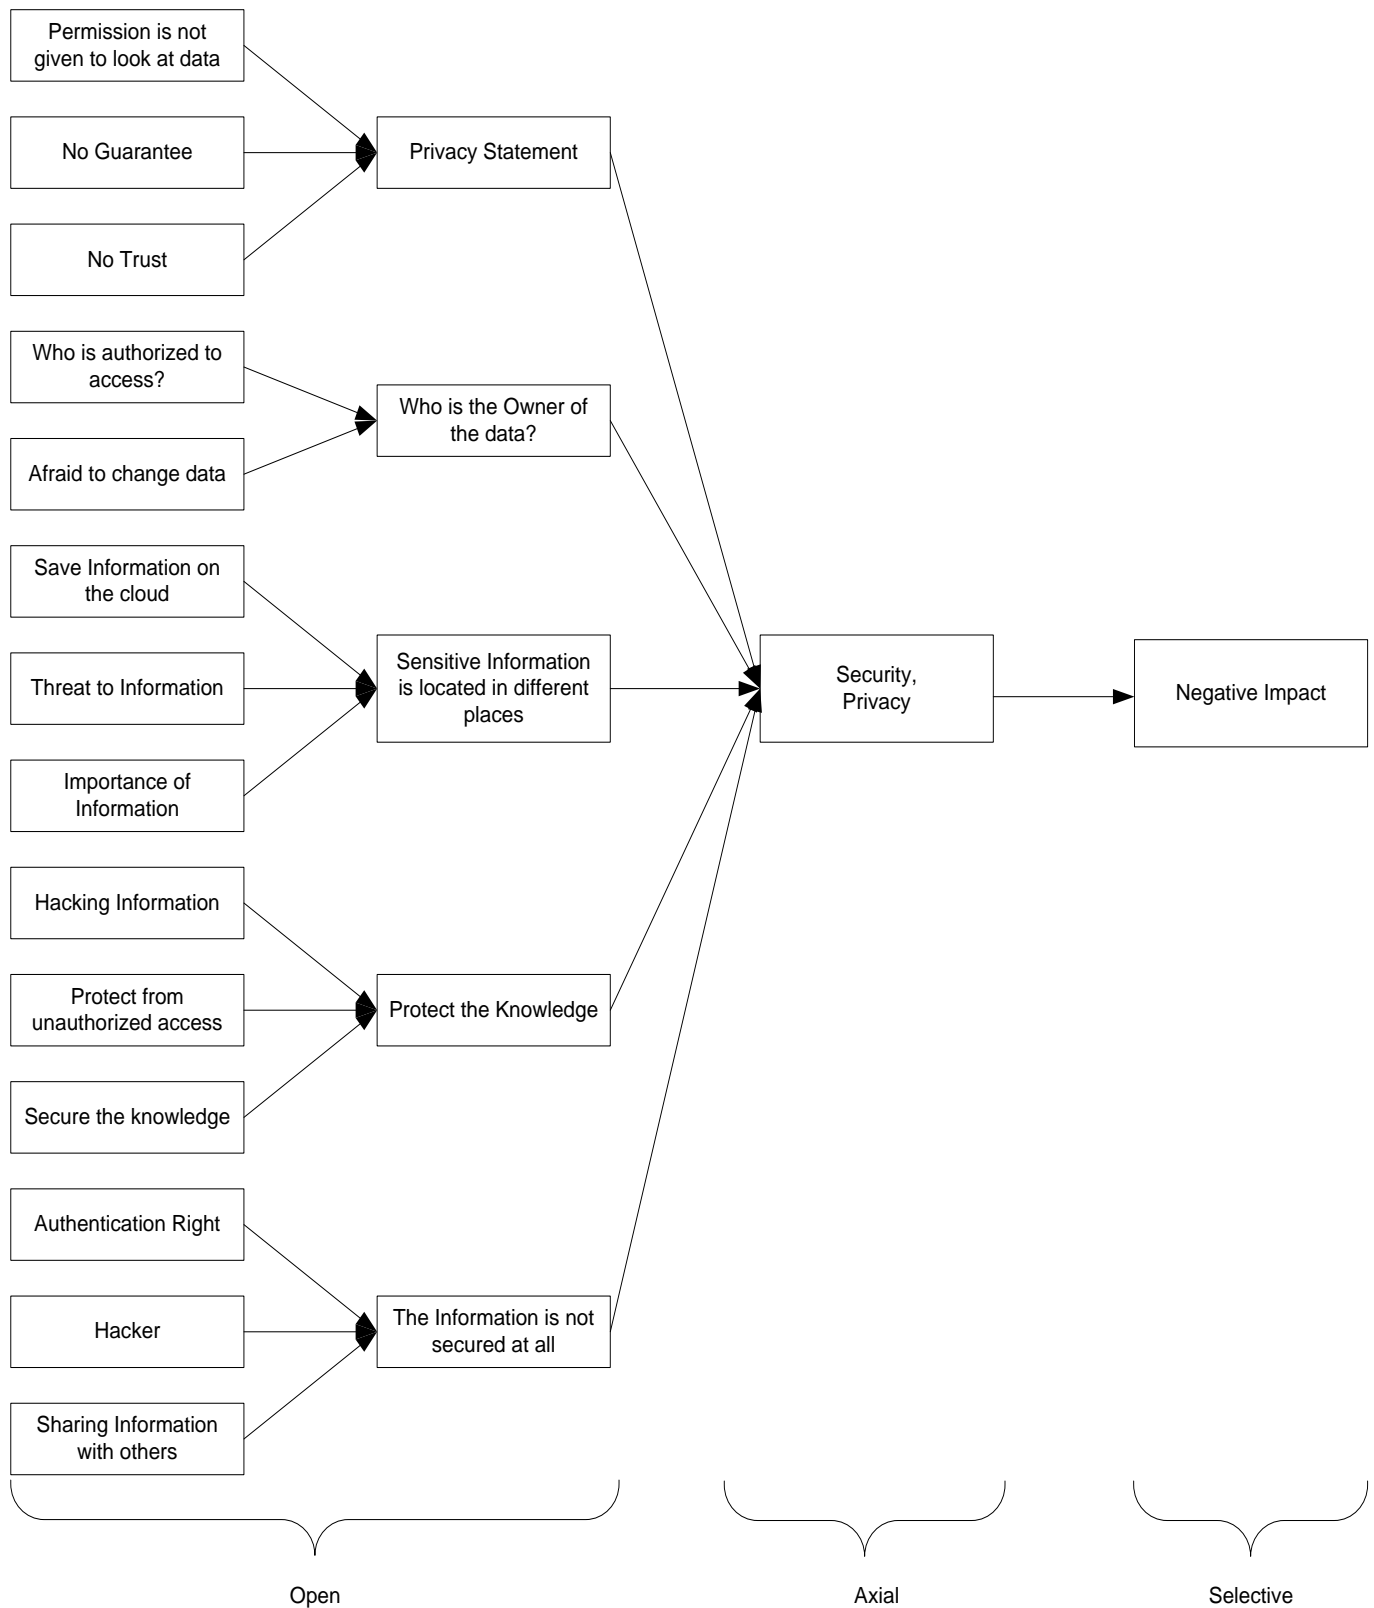 Permission is not
given to look at data
No Guarantee
Privacy Statement
No Trust
Who is authorized to
access?
Who is the Owner of
the data?
Afraid to change data
Save Information on
the cloud
Threat to Information
Sensitive Information
is located in different
places
Security,
Privacy
Negative Impact
Importance of
Information
Hacking Information
Protect from
unauthorized access
Protect the Knowledge
Secure the knowledge
Authentication Right
Hacker
The Information is not
secured at all
Sharing Information
with others
Open
Axial
Selective